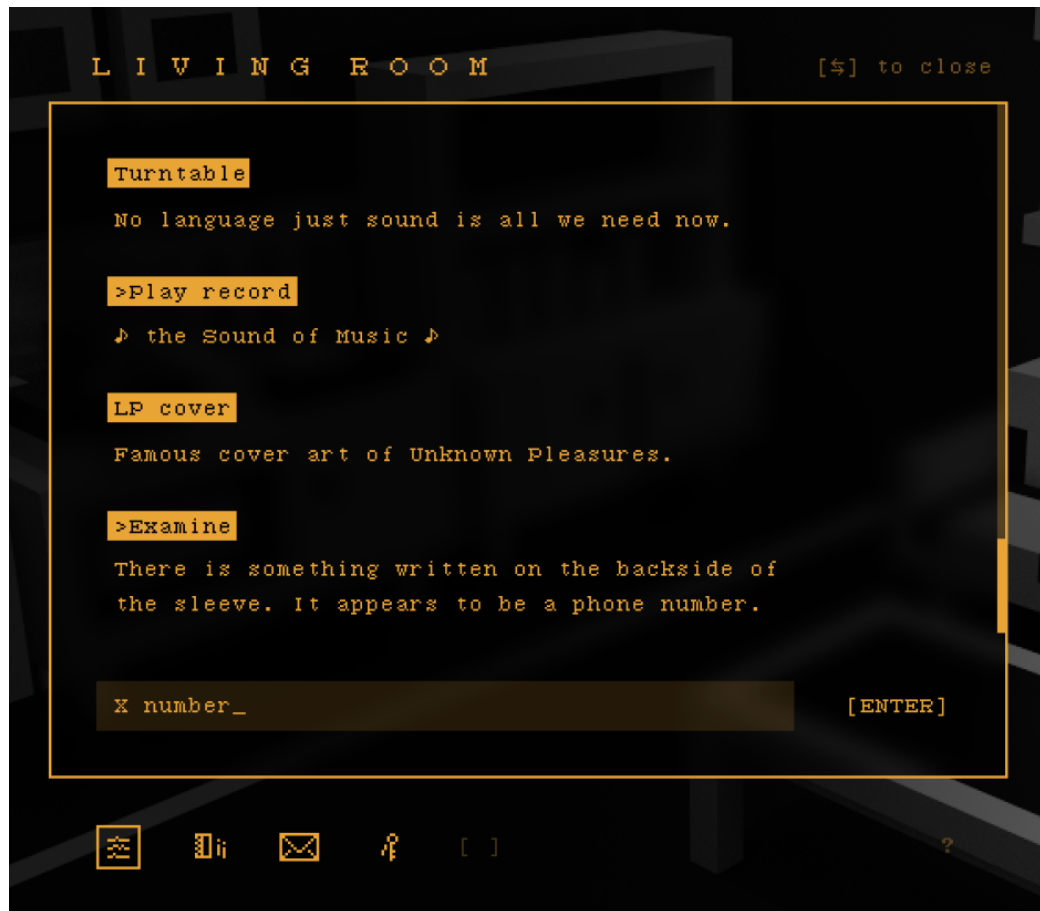 LIVING ROOM
[⇆] to close
Turntable
No language just sound is all we need now.
>Play record
♪ the Sound of Music ♪
LP cover
Famous cover art of Unknown Pleasures.
>Examine
There is something written on the backside of
the sleeve. It appears to be a phone number.
X number_
[ENTER]
[ ]
?